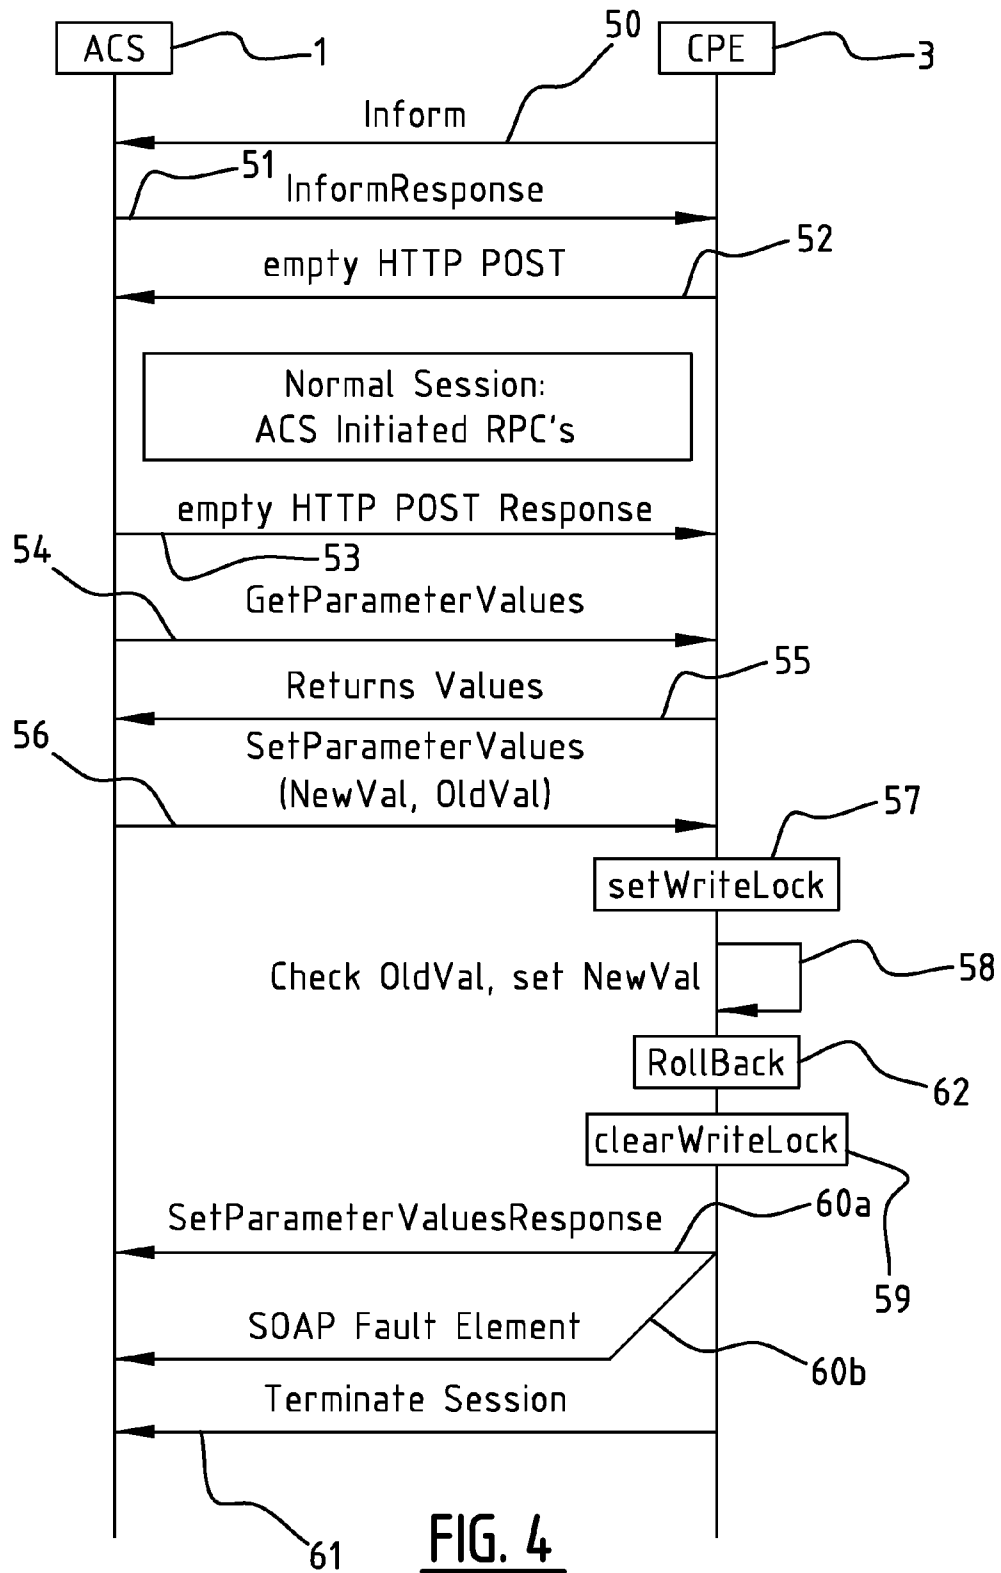 ACS
1
50
CPE
3
Inform
51
InformResponse
52
empty HTTP POST
Normal Session:
ACS Initiated RPC's
empty HTTP POST Response
53
54
GetParameterValues
55
Returns Values
56
SetParameterValues
(NewVal, OldVal)
57
setWriteLock
58
Check OldVal, set NewVal
RollBack
62
clearWriteLock
59
SetParameterValuesResponse
60a
SOAP Fault Element
60b
Terminate Session
61
FIG. 4